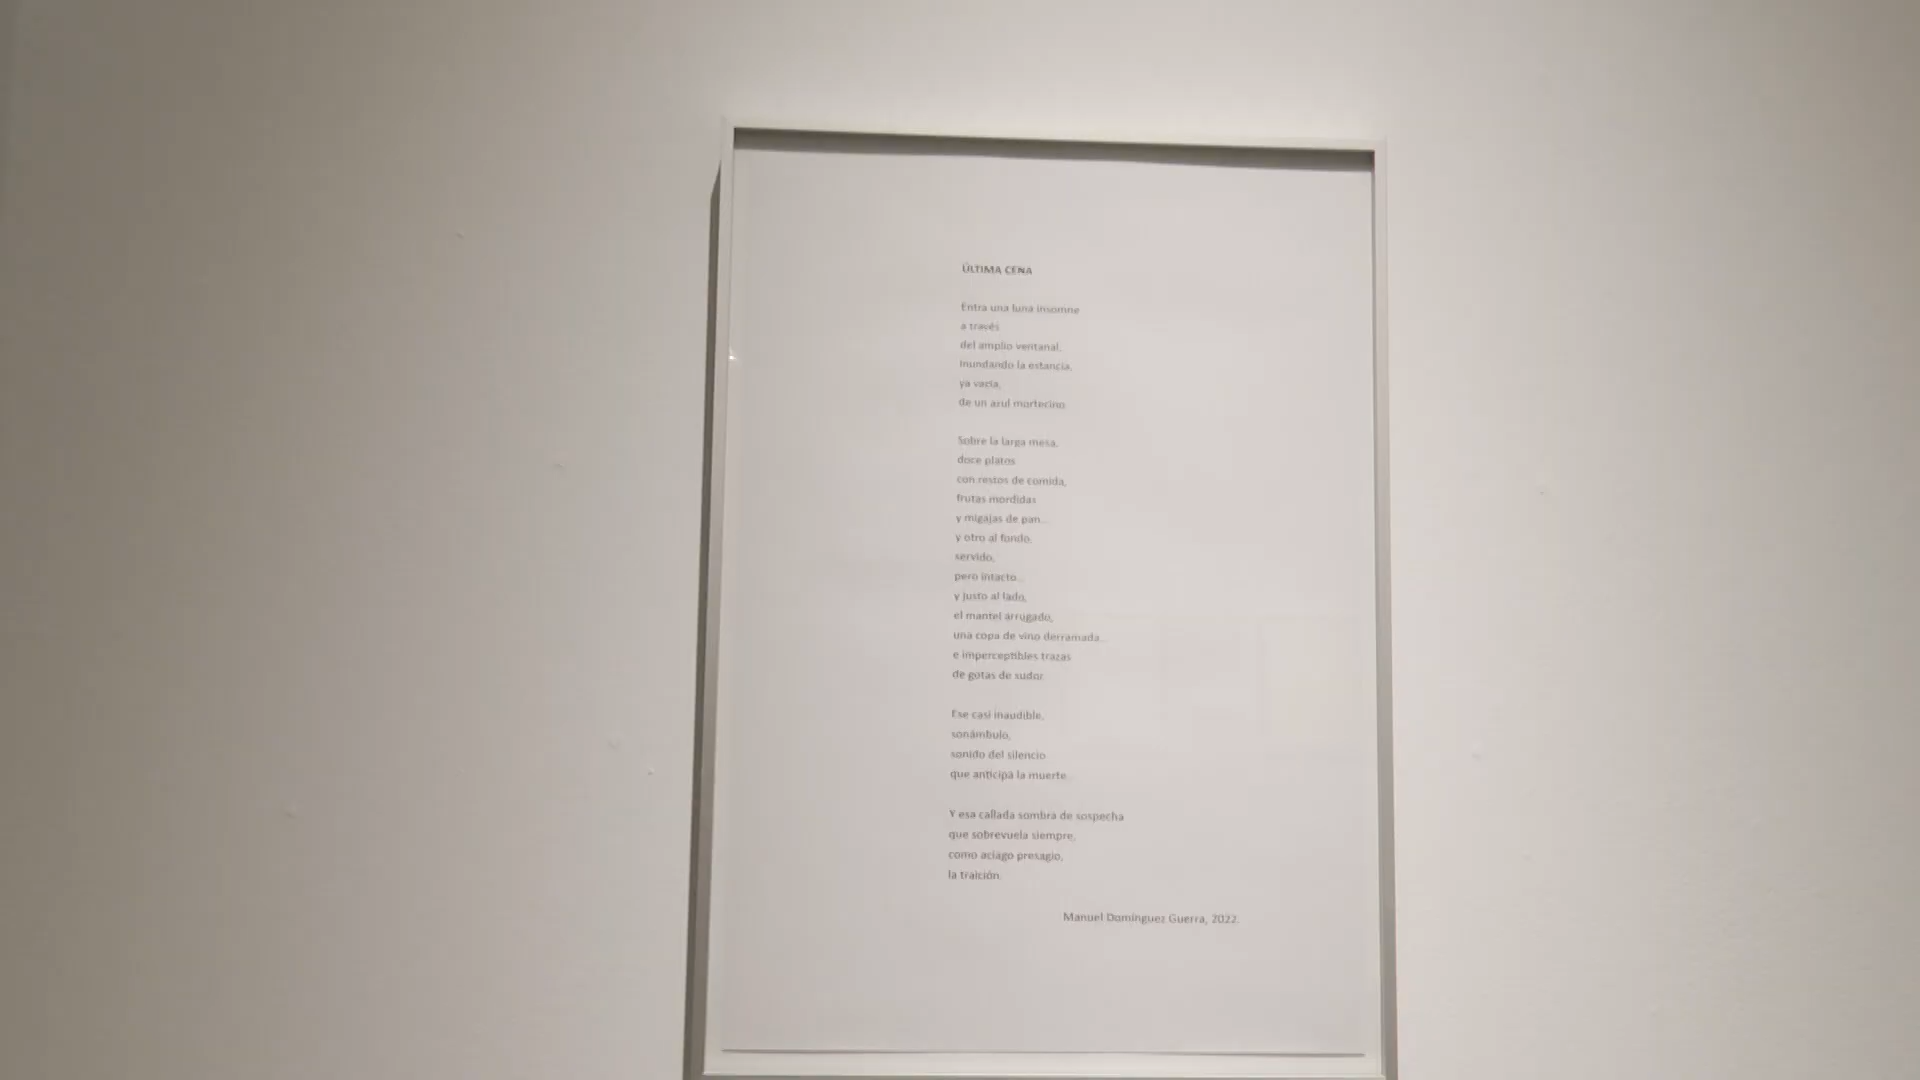 ÚLTIMA CENA
Entra una luna insomne
a través
del amplio ventanal,
inundando la estancia,
ya vacía,
de un azul mortecino.
Sobre la larga mesa,
doce platos
con restos de comida,
frutas mordidas
y migajas de pan...
y otro al fondo,
servido,
pero intacto...
y justo al lado,
el mantel arrugado,
una copa de vino derramada...
e imperceptibles trazas
de gotas de sudor.
Ese casi inaudible,
sonámbulo,
sonido del silencio
que anticipa la muerte.
Y esa callada sombra de sospecha
que sobrevuela siempre,
como aciago presagio,
la traición.
Manuel Domínguez Guerra, 2022.